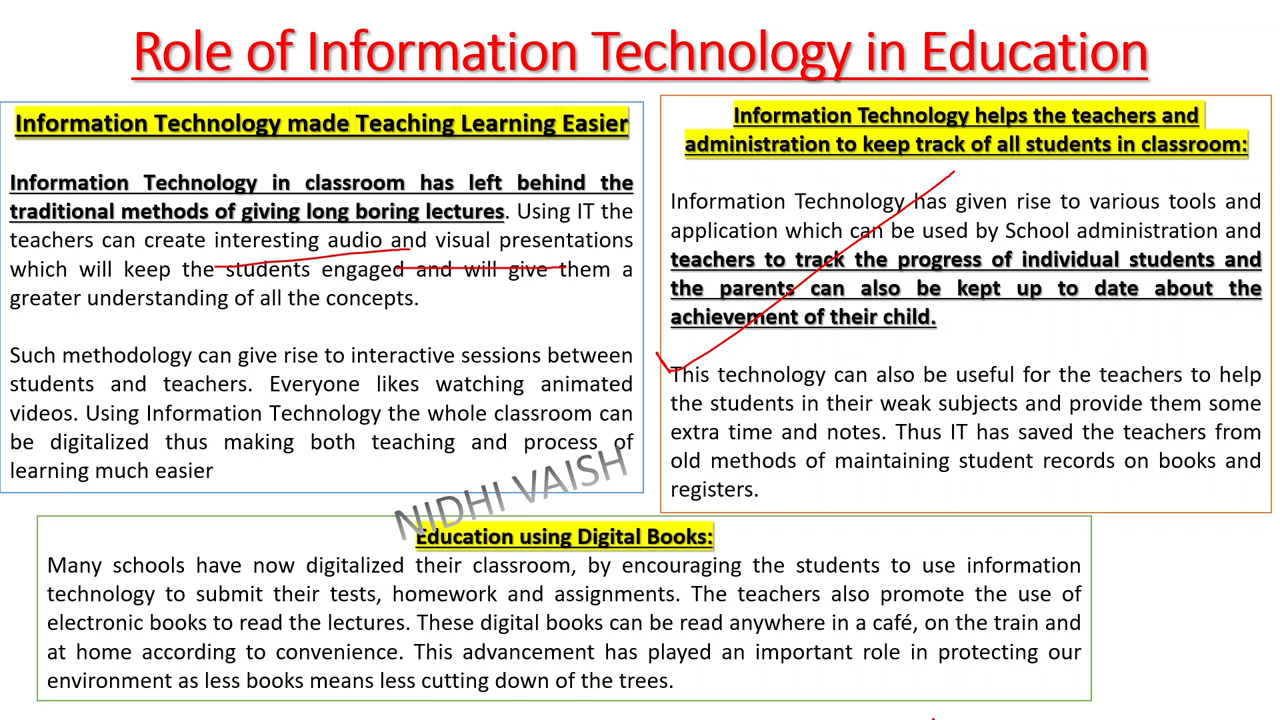 Role of Information Technology in Education
Information Technology made Teaching Learning Easier
Information Technology in classroom has left behind the
traditional methods of giving long boring lectures. Using IT the
teachers can create interesting audio and visual presentations
which will keep the students engaged and will give them a
greater understanding of all the concepts.
Such methodology can give rise to interactive sessions between
students and teachers. Everyone likes watching animated
videos. Using Information Technology the whole classroom can
be digitalized thus making both teaching and process of
learning much easier
Information Technology helps the teachers and
administration to keep track of all students in classroom:
Information Technology has given rise to various tools and
application which can be used by School administration and
teachers to track the progress of individual students and
the parents can also be kept up to date about the
achievement of their child.
This technology can also be useful for the teachers to help
the students in their weak subjects and provide them some
extra time and notes. Thus IT has saved the teachers from
old methods of maintaining student records on books and
registers.
NIDHI VAISH
Education using Digital Books:
Many schools have now digitalized their classroom, by encouraging the students to use information
technology to submit their tests, homework and assignments. The teachers also promote the use of
electronic books to read the lectures. These digital books can be read anywhere in a café, on the train and
at home according to convenience. This advancement has played an important role in protecting our
environment as less books means less cutting down of the trees.